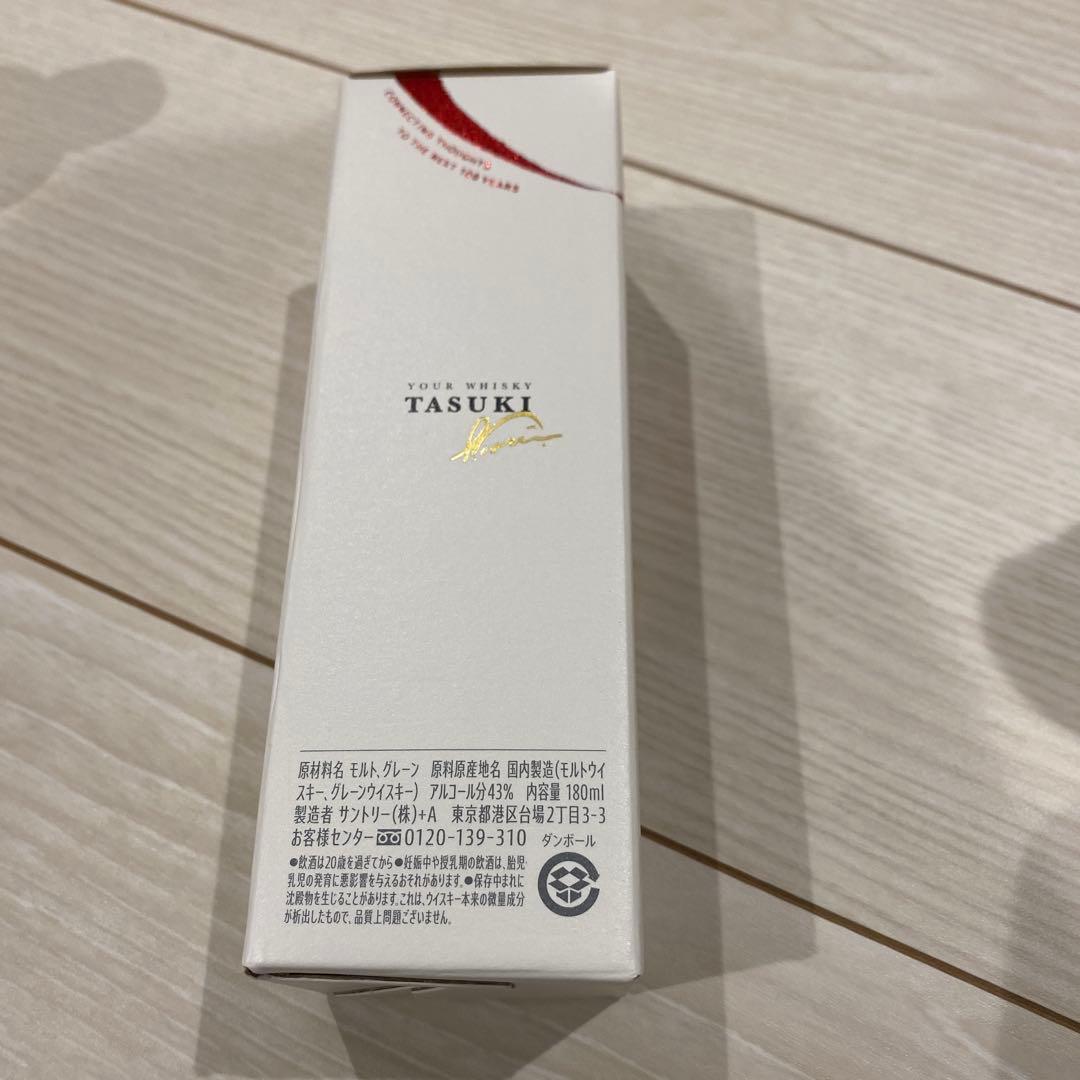 CONNECTING THOUGHTS
TO THE NEXT 100 YEARS
YOUR WHISKY
TASUKI
原材料名 モルト、グレーン 原料原産地名 国内製造(モルトウイ
スキー、グレーンウイスキー) アルコール分43% 内容量 180ml
製造者 サントリー(株)+A 東京都港区台場2丁目3-3
お客様センター 0120-139-310 ダンボール
●飲酒は20歳を過ぎてから●妊娠中や授乳期の飲酒は、胎児・
乳児の発育に悪影響を与えるおそれがあります。●保存中まれに
沈殿物を生じることがあります。これは、ウイスキー本来の微量成分
が析出したもので、品質上問題ございません。